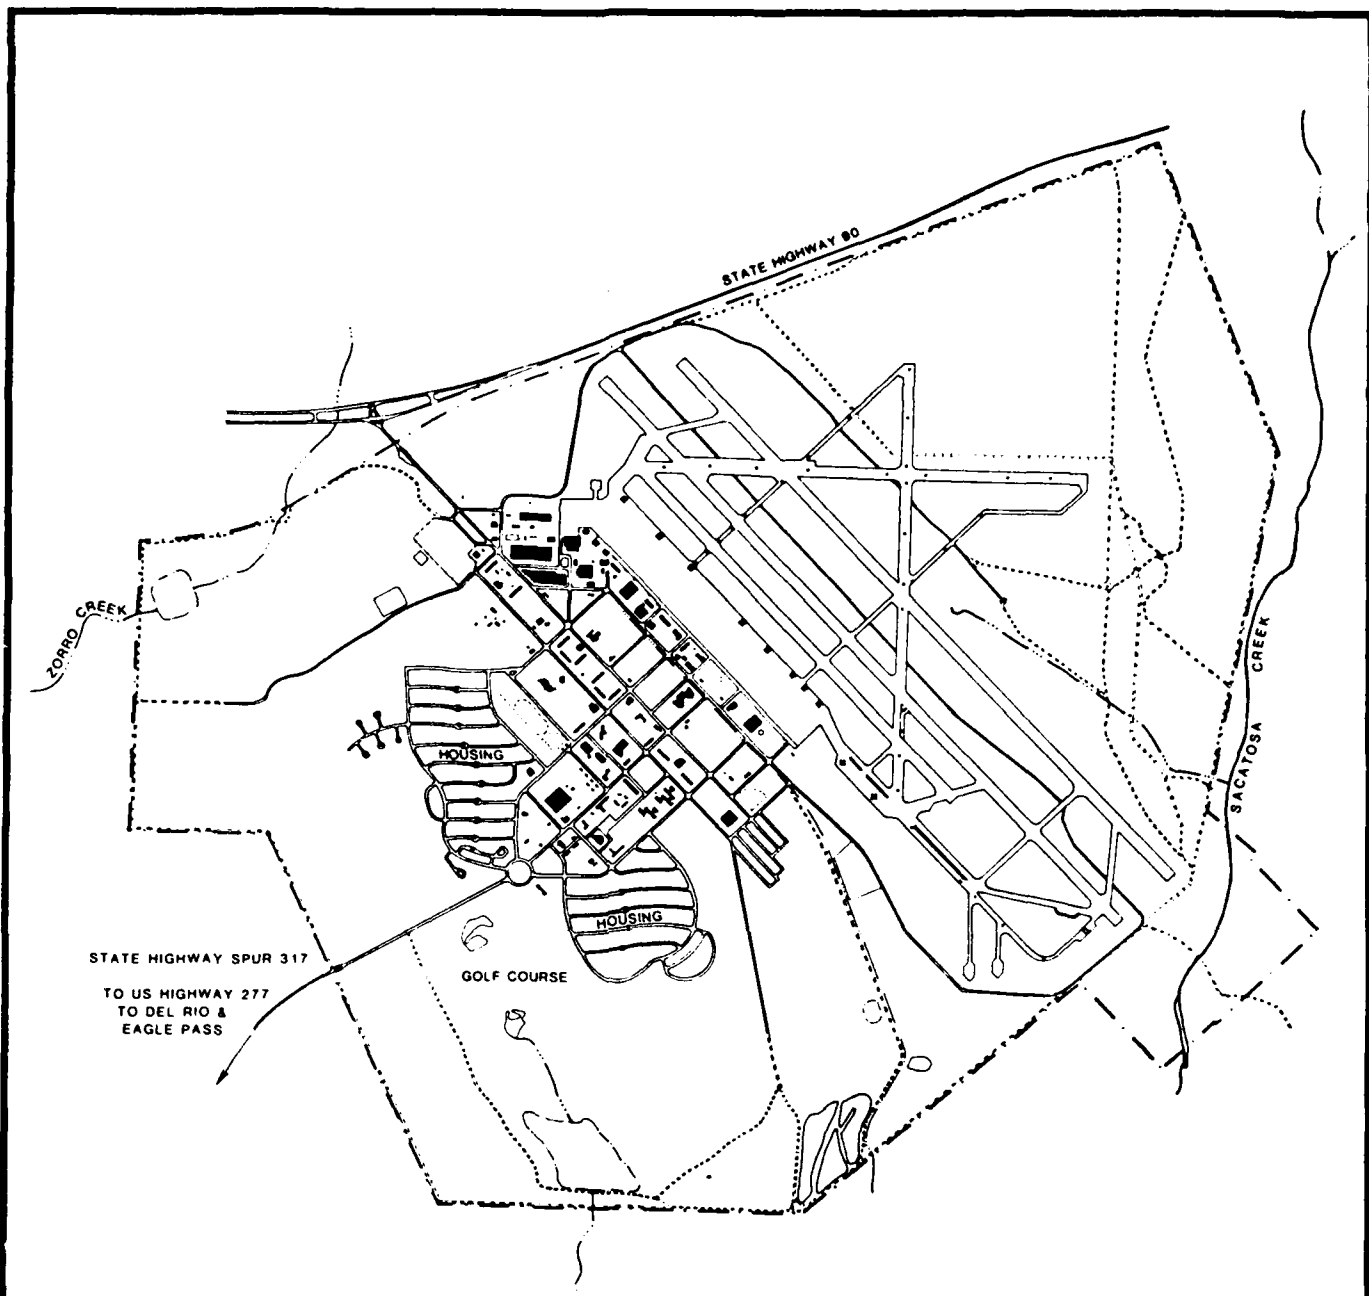 STATE HIGHWAY 90
ZORRO CREEK
HOUSING
SACATOSA CREEK
HOUSING
STATE HIGHWAY SPUR 317
GOLF COURSE
TO US HIGHWAY 277
TO DEL RIO &
EAGLE PASS